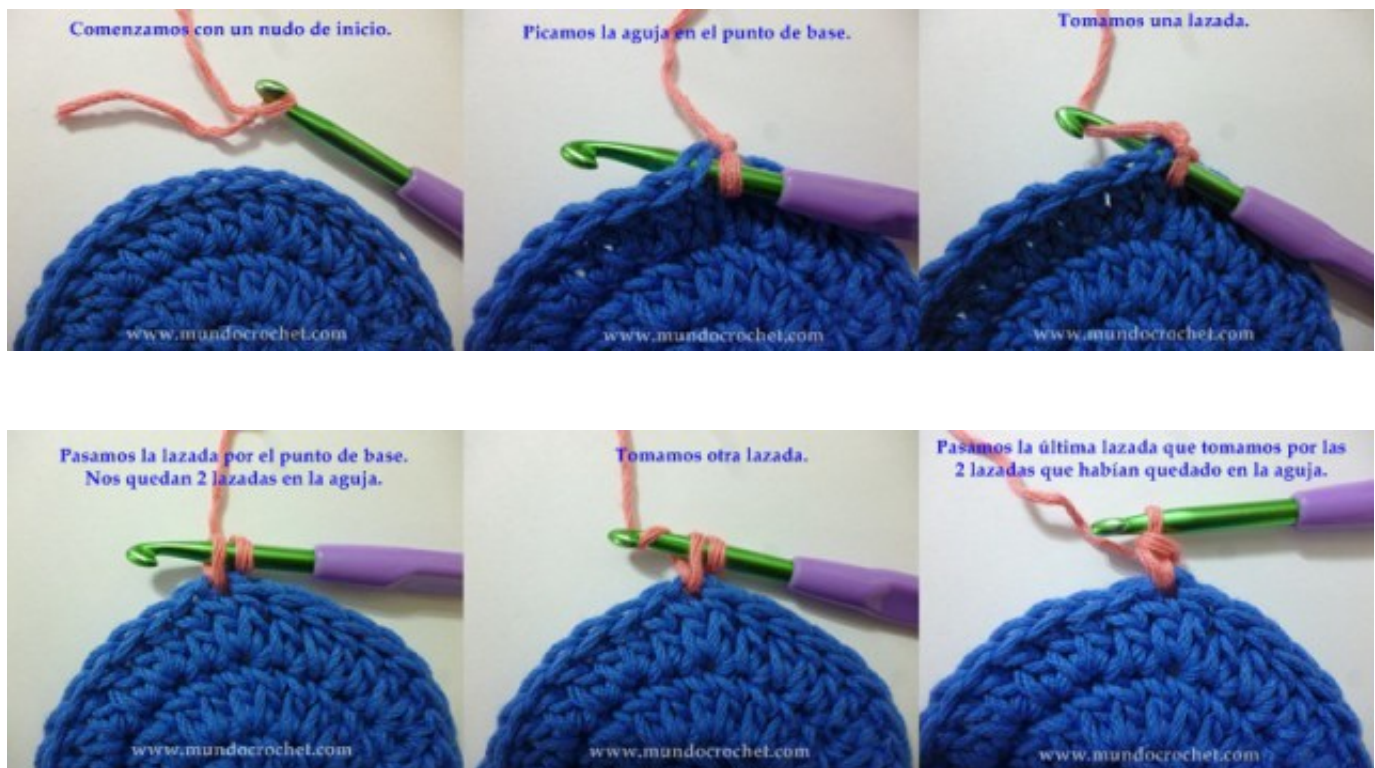 Comenzamos con un nudo de inicio.
www.mundocrochet.com
Picamos la aguja en el punto de base.
www.mundocrochet.com
Tomamos una lazada.
www.mundocrochet.com
Pasamos la lazada por el punto de base.
Nos quedan 2 lazadas en la aguja.
www.mundocrochet.com
Tomamos otra lazada.
www.mundocrochet.com
Pasamos la última lazada que tomamos por las
2 lazadas que habían quedado en la aguja.
www.mundocrochet.com